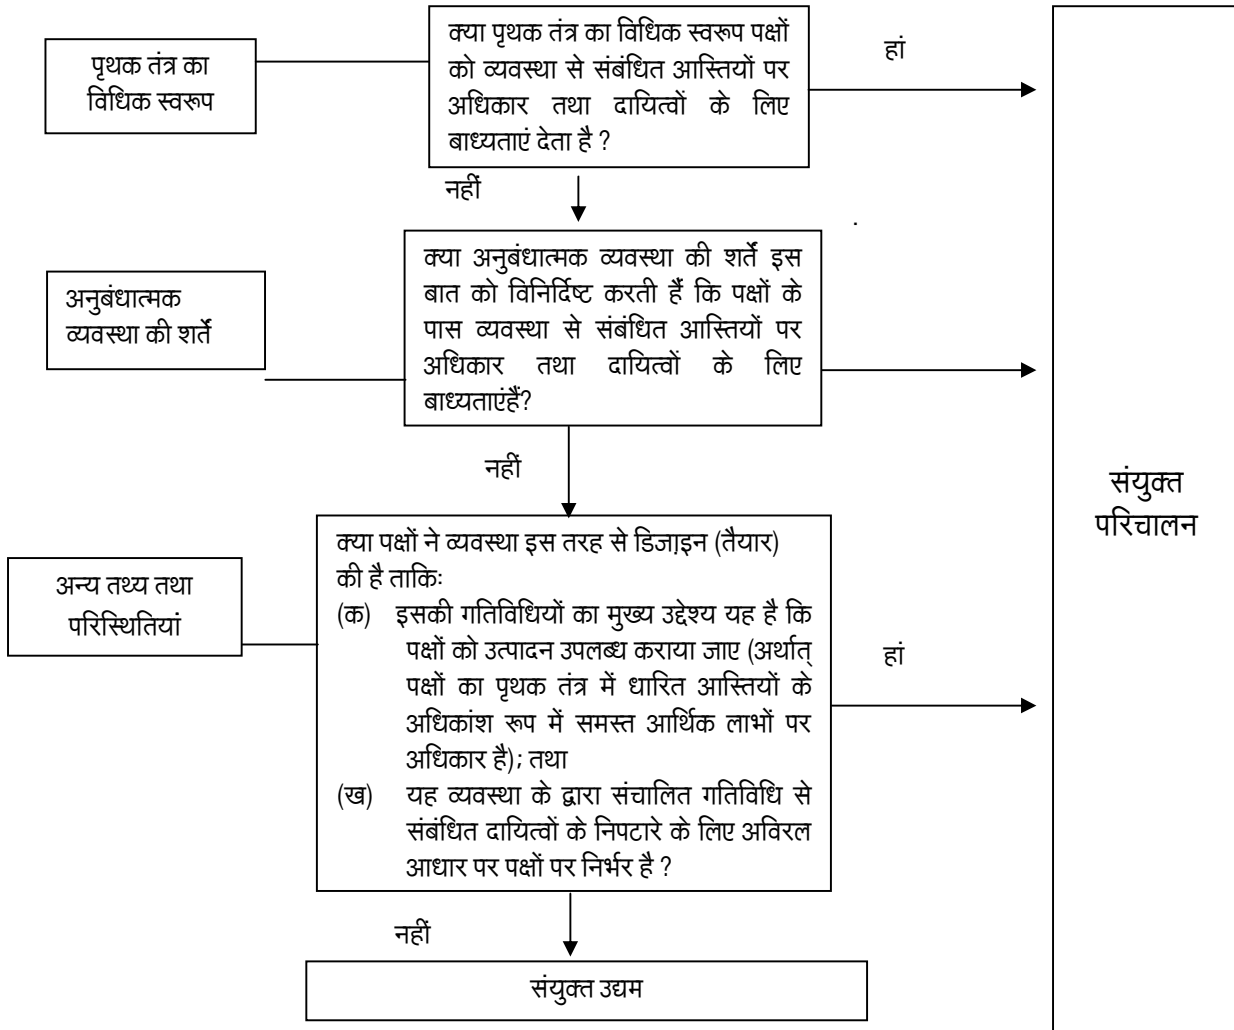 पृथक तंत्र का
विधिक स्वरूप
क्या पृथक तंत्र का विधिक स्वरूप पक्षों
को व्यवस्था से संबंधित आस्तियों पर
अधिकार तथा दायित्वों के लिए
बाध्यताएं देता है ?
हां
नहीं
अनुबंधात्मक
व्यवस्था की शर्तें
क्या अनुबंधात्मक व्यवस्था की शर्तें इस
बात को विनिर्दिष्ट करती हैं कि पक्षों के
पास व्यवस्था से संबंधित आस्तियों पर
अधिकार तथा दायित्वों के लिए
बाध्यताएंहैं?
नहीं
संयुक्त
परिचालन
अन्य तथ्य तथा
परिस्थितियां
क्या पक्षों ने व्यवस्था इस तरह से डिजा़इन (तैयार)
की है ताकिः
(क) इसकी गतिविधियों का मुख्य उद्देश्य यह है कि
पक्षों को उत्पादन उपलब्ध कराया जाए (अर्थात्
पक्षों का पृथक तंत्र में धारित आस्तियों के
अधिकांश रूप में समस्त आर्थिक लाभों पर
अधिकार है); तथा
(ख) यह व्यवस्था के द्वारा संचालित गतिविधि से
संबंधित दायित्वों के निपटारे के लिए अविरल
आधार पर पक्षों पर निर्भर है ?
हां
नहीं
संयुक्त उद्यम